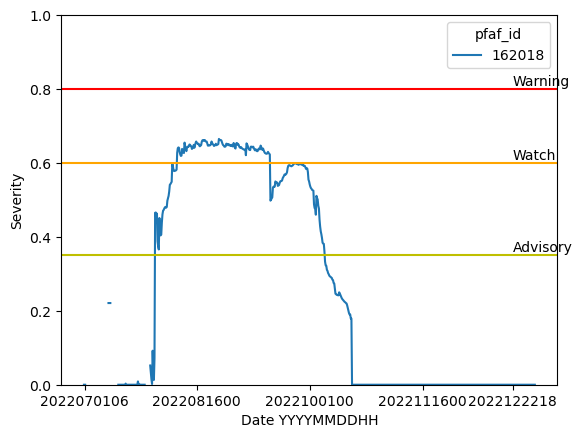 1.0
0.8
0.6
0.4
0.2
0.0
Severity
pfaf_id
162018
Warning
Watch
Advisory
2022070106 2022081600 2022100100 2022111600 2022122218
Date YYYYMMDDHH